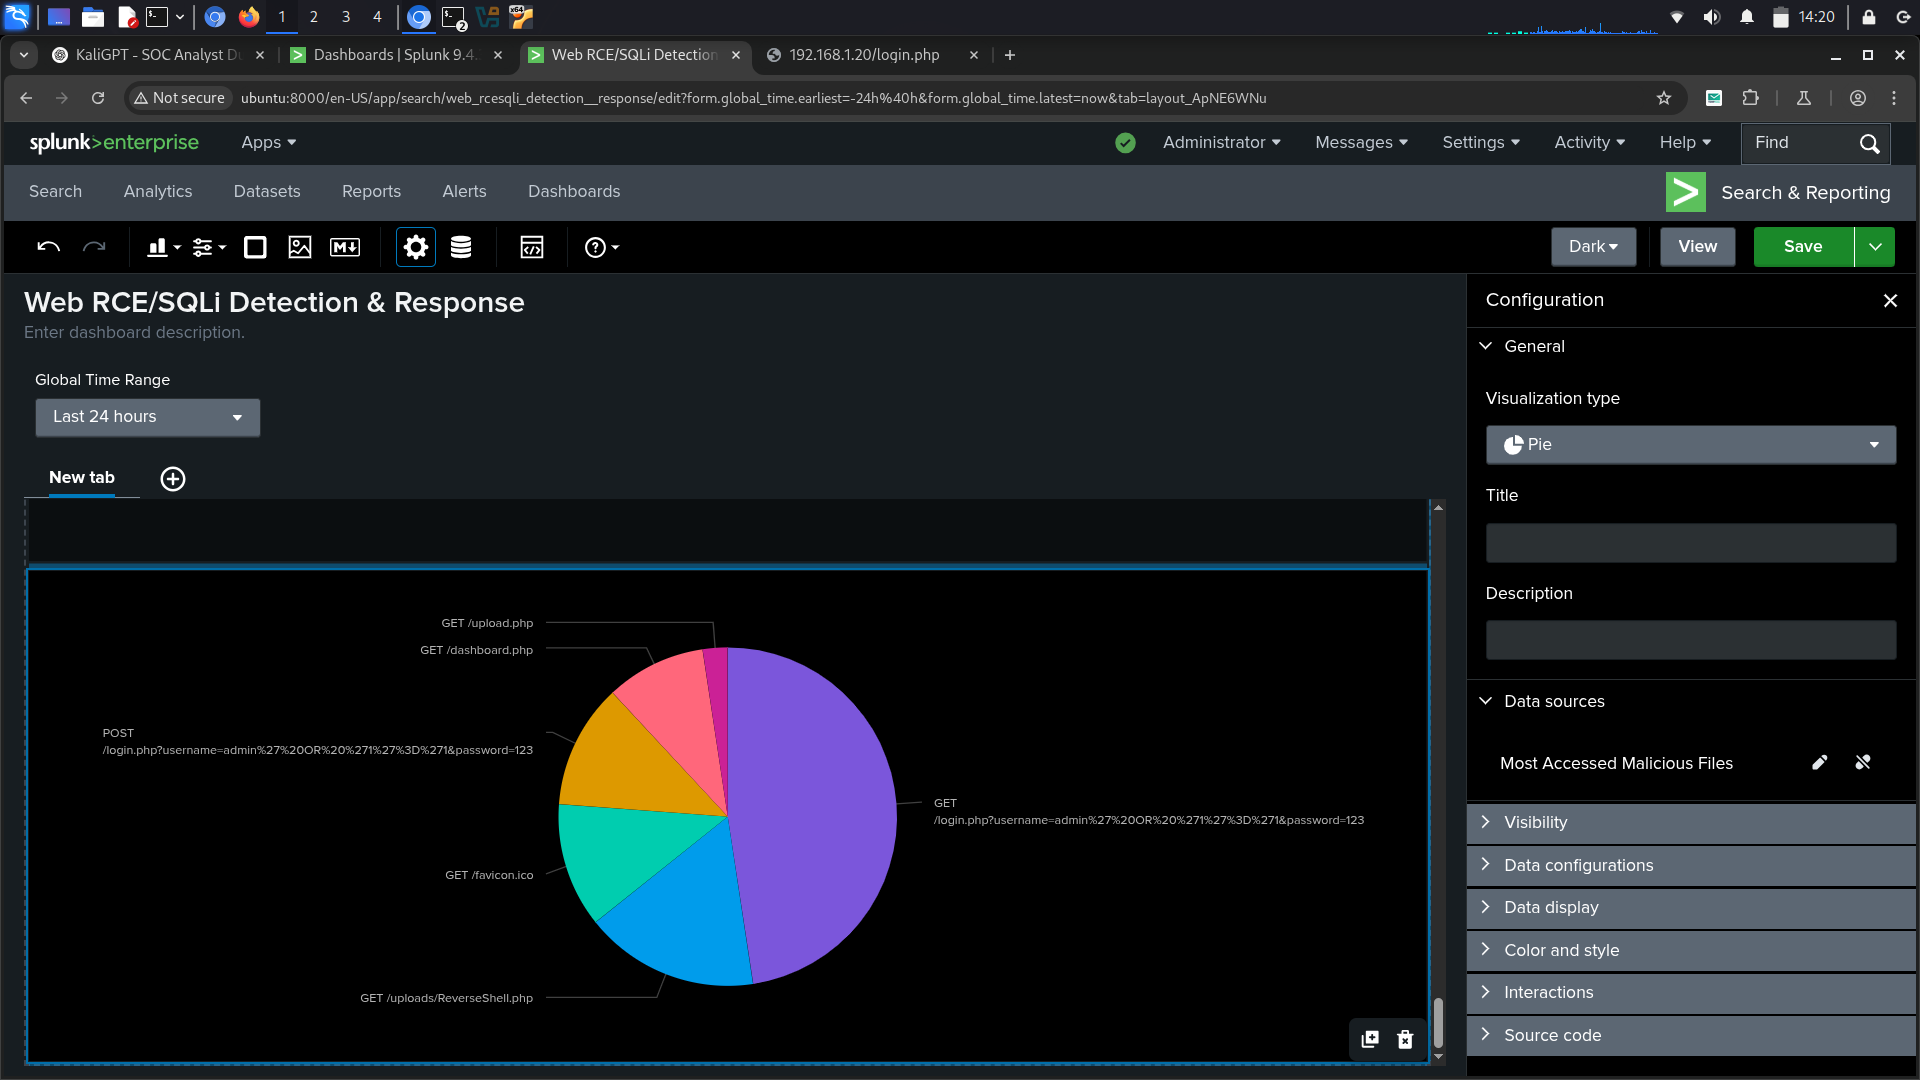 1 2 3 4 2 x64 14:20
KaliGPT - SOC Analyst Du
Dashboards | Splunk 9.4.
Web RCE/SQLi Detection
192.168.1.20/login.php
Not secure
ubuntu:8000/en-US/app/search/web_rcesqli_detection__response/edit?form.global_time.earliest=-24h%40h&form.global_time.latest=now&tab=layout_ApNE6WNu
splunk>enterprise Apps Administrator Messages Settings Activity Help Find
Search Analytics Datasets Reports Alerts Dashboards Search & Reporting
M Dark View Save
Web RCE/SQLi Detection & Response
Enter dashboard description.
Global Time Range
Last 24 hours
New tab
GET /upload.php
GET /dashboard.php
POST
/login.php?username=admin%27%20OR%20%271%27%3D%271&password=123
GET /favicon.ico
GET /uploads/ReverseShell.php
GET
/login.php?username=admin%27%20OR%20%271%27%3D%271&password=123
Configuration
General
Visualization type
Pie
Title
Description
Data sources
Most Accessed Malicious Files
Visibility
Data configurations
Data display
Color and style
Interactions
Source code